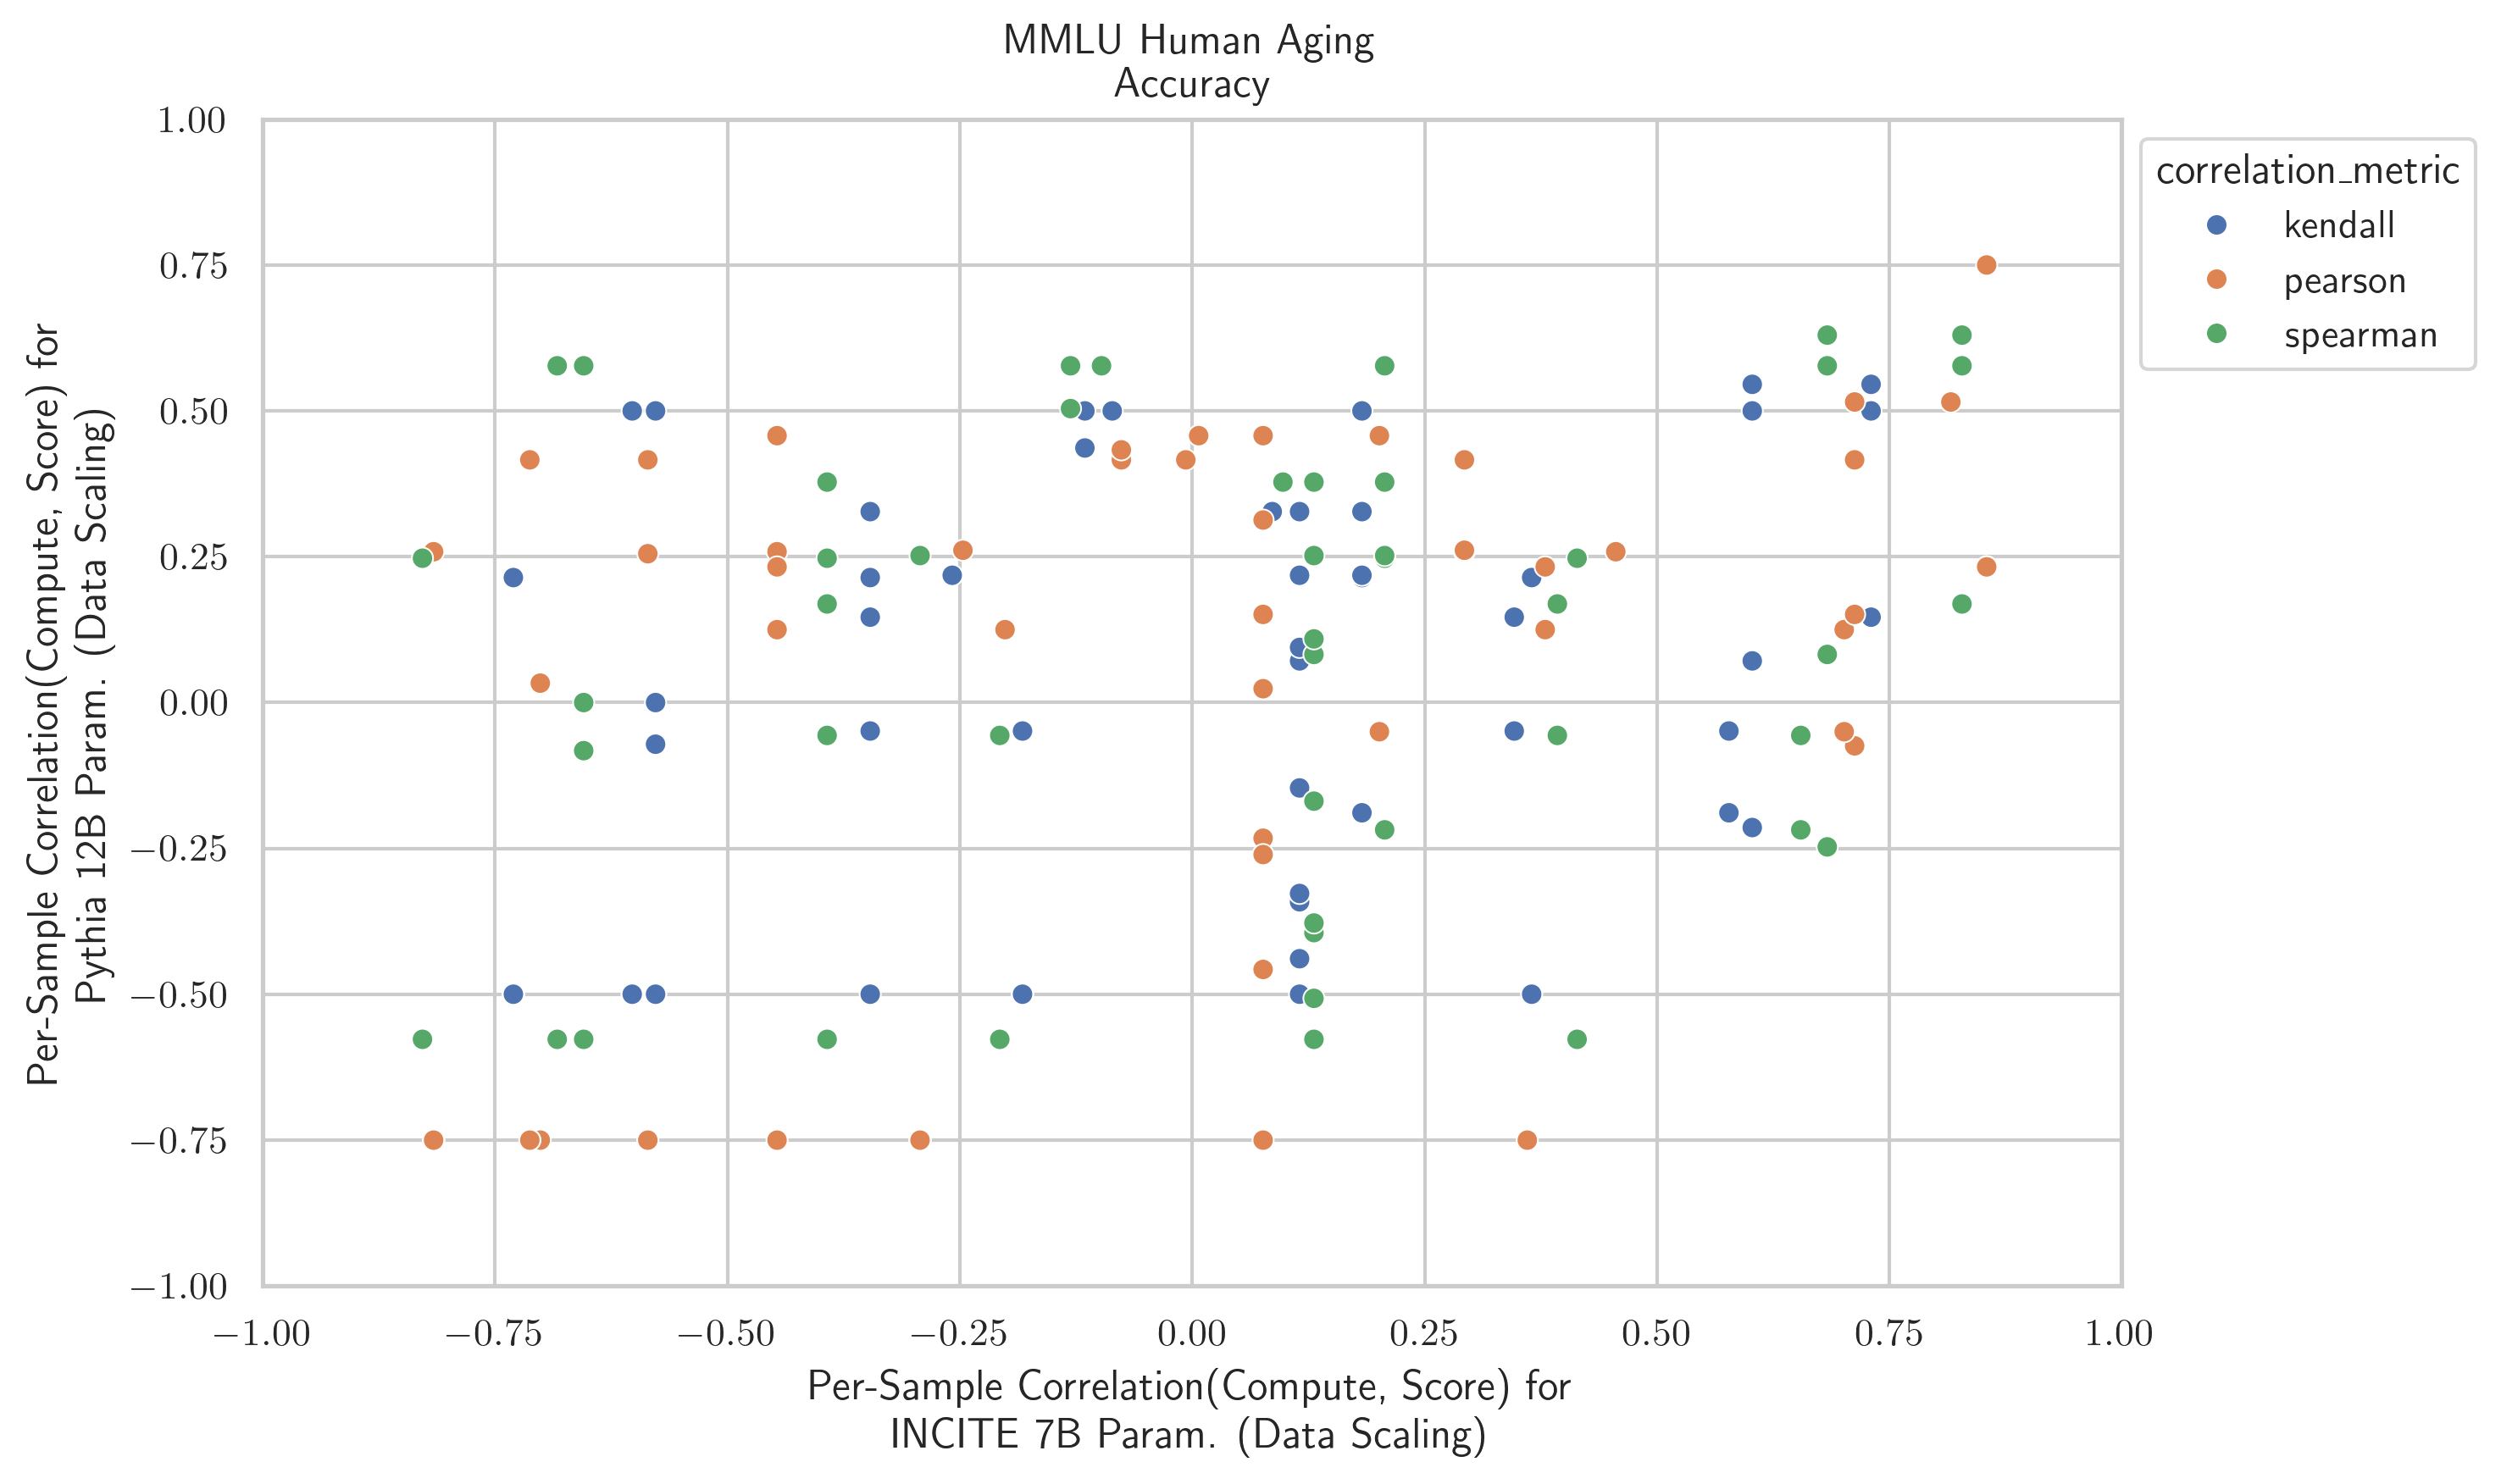 MMLU Human Aging
Accuracy
1.00
0.75
0.50
0.25
0.00
−0.25
−0.50
−0.75
−1.00
Per-Sample Correlation(Compute, Score) for
Pythia 12B Param. (Data Scaling)
correlation_metric
kendall
pearson
spearman
−1.00 −0.75 −0.50 −0.25 0.00 0.25 0.50 0.75 1.00
Per-Sample Correlation(Compute, Score) for
INCITE 7B Param. (Data Scaling)